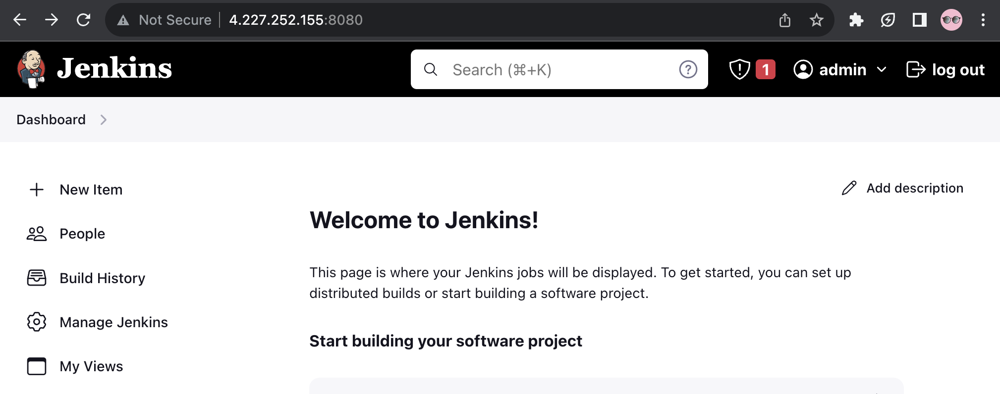 Not Secure 4.227.252.155:8080
Jenkins
Search (⌘+K)
1
admin
log out
Dashboard
New Item
Add description
Welcome to Jenkins!
People
This page is where your Jenkins jobs will be displayed. To get started, you can set up
distributed builds or start building a software project.
Build History
Manage Jenkins
Start building your software project
My Views